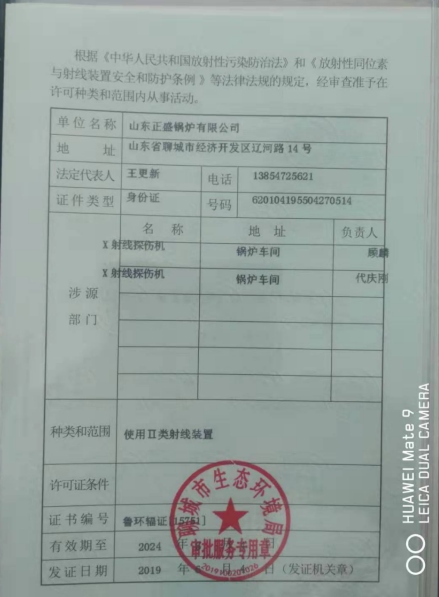 根据《中华人民共和国放射性污染防治法》和《放射性同位素
与射线装置安全和防护条例》等法律法规的规定，经审查准予在
许可种类和范围内从事活动。
单位名称 山东正盛锅炉有限公司
地 址 山东省聊城市经济开发区辽河路14号
法定代表人 王更新 电话 13854725621
证件类型 身份证 号码 620104195504270514
涉源部门 名 称 地 址 负责人
X射线探伤机 锅炉车间 顾麟
X射线探伤机 锅炉车间 代庆刚
种类和范围 使用II类射线装置
许可证条件
证书编号 鲁环辐证[15751]
有效期至 2024 年
发证日期 2019 年 月 日 (发证机关章)
聊城市生态环境局
审批服务专用章
HUAWEI Mate 9
LEICA DUAL CAMERA